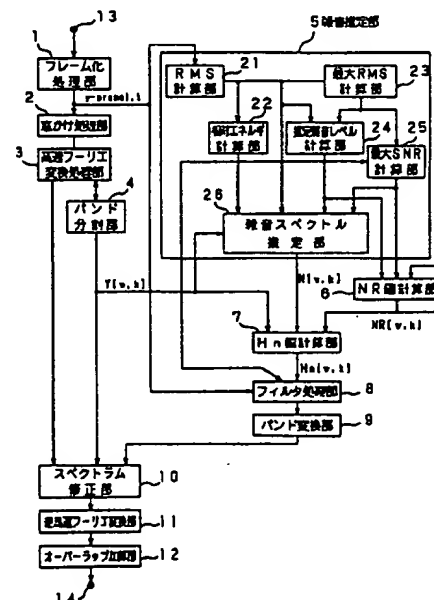 13
1
フレーム化
処理部
y-framej,i
2
窓かけ処理部
3
高速フーリエ
変換処理部
4
バンド
分割部
5 雑音推定部
RMS
計算部
21
最大RMS
計算部
23
22
相対エネルギ
計算部
推定雑音レベル
計算部
24
25
最大SNR
計算部
26
雑音スペクトル
推定部
Y[w,k]
N[w,k]
6
NR値計算部
NR[w,k]
7
Hn値計算部
Hn[w,k]
フィルタ処理部
8
バンド変換部
9
スペクトラム
修正部
10
逆高速フーリエ変換部
11
オーバーラップ加算部
12
14